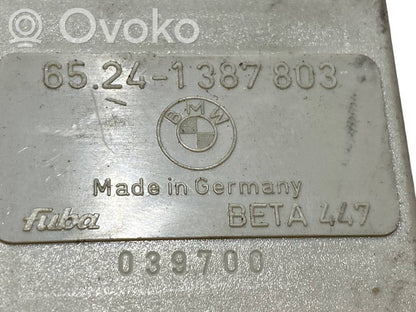 Ovoko
65.24-1387803
BMW
Made in Germany
fuba BETA 447
039700